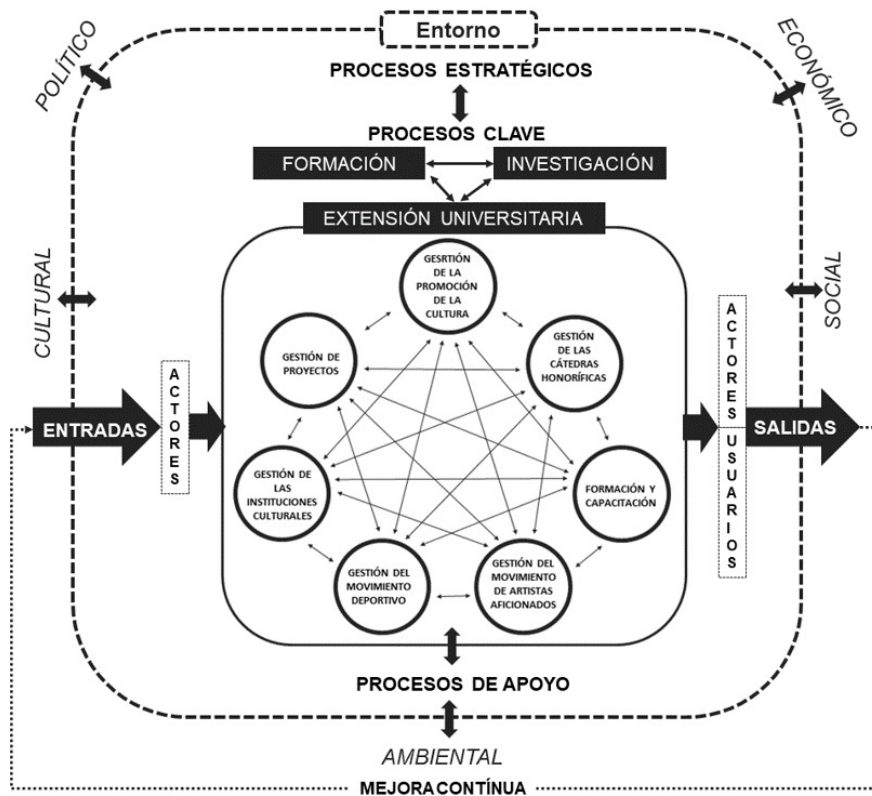 Entorno
POLÍTICO
ECONÓMICO
PROCESOS ESTRATÉGICOS
PROCESOS CLAVE
FORMACIÓN
INVESTIGACIÓN
EXTENSIÓN UNIVERSITARIA
CULTURAL
SOCIAL
GESRTIÓN
DE LA
PROMOCIÓN
DE LA
CULTURA
GESTIÓN DE
PROYECTOS
GESTIÓN
DE LAS
CÁTEDRAS
HONORÍFICAS
ENTRADAS
ACTORES
ACTORES
USUARIOS
SALIDAS
GESTIÓN DE
LAS
INSTITUCIONES
CULTURALES
FORMACIÓN Y
CAPACITACIÓN
GESTIÓN DEL
MOVIMIENTO
DEPORTIVO
GESTIÓN DEL
MOVIMIENTO
DE ARTISTAS
AFICIONADOS
PROCESOS DE APOYO
AMBIENTAL
MEJORA CONTÍNUA